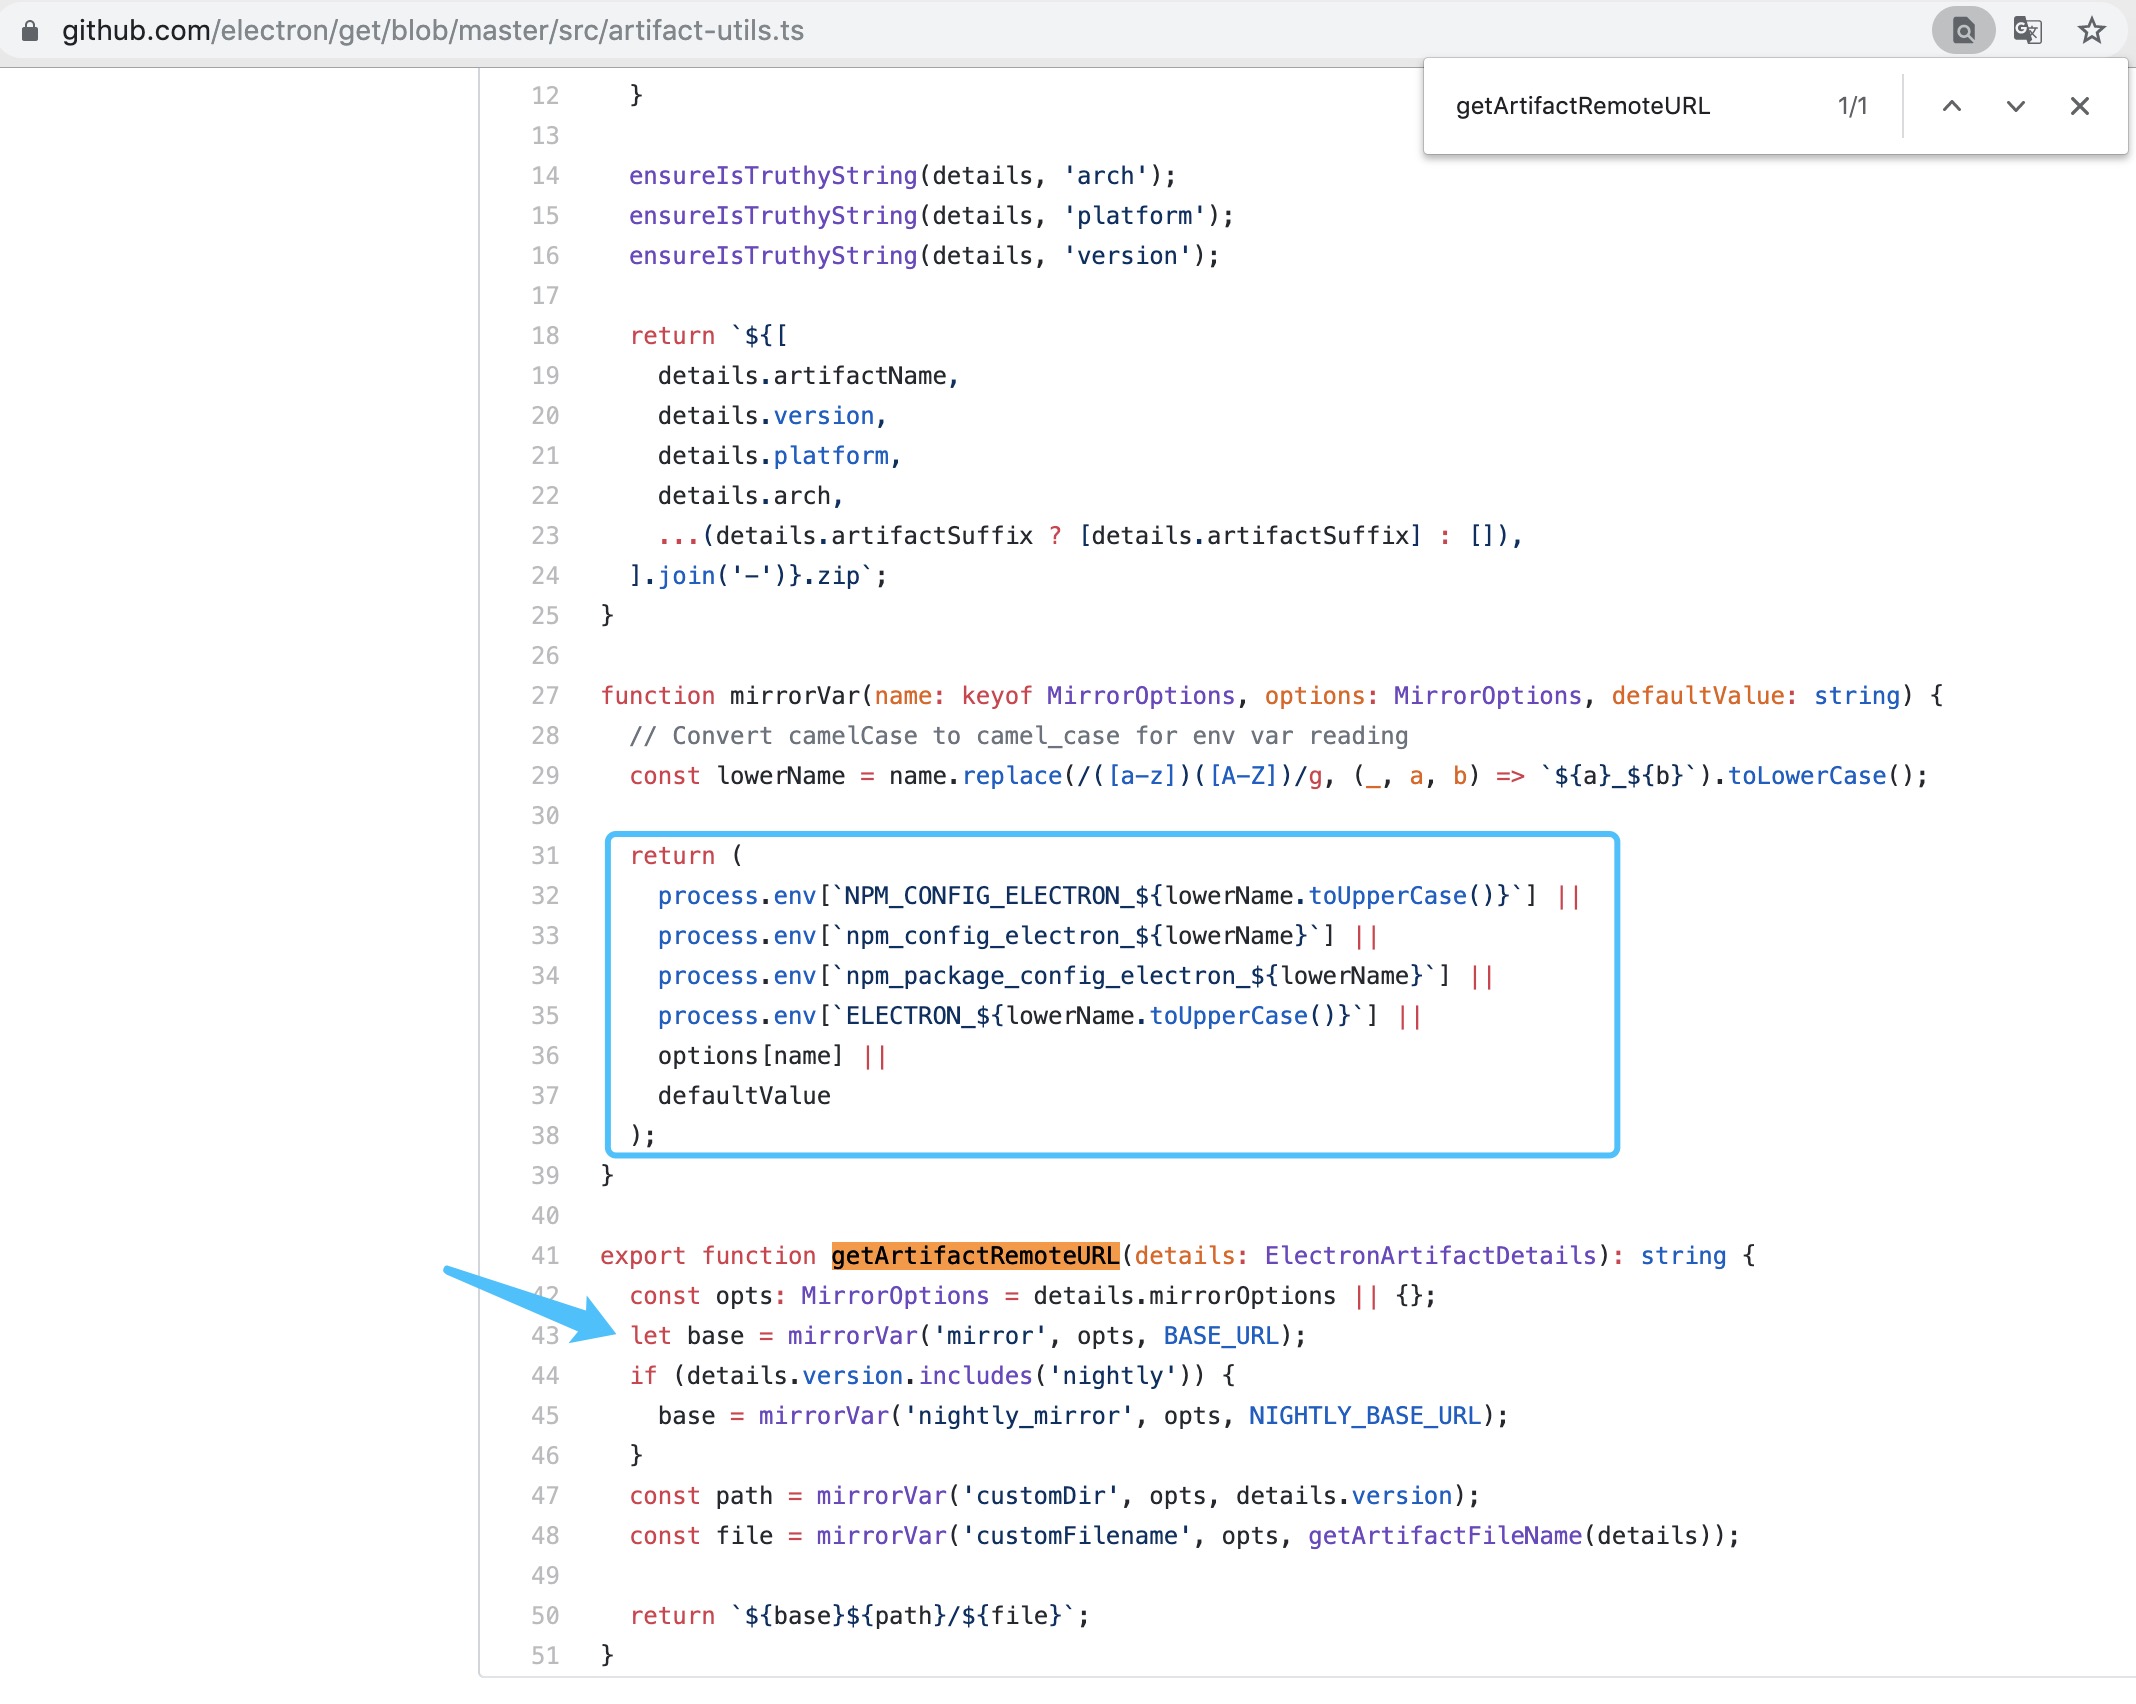 github.com/electron/get/blob/master/src/artifact-utils.ts
getArtifactRemoteURL 1/1
12   }
13
14   ensureIsTruthyString(details, 'arch');
15   ensureIsTruthyString(details, 'platform');
16   ensureIsTruthyString(details, 'version');
17
18   return `${[
19     details.artifactName,
20     details.version,
21     details.platform,
22     details.arch,
23     ...(details.artifactSuffix ? [details.artifactSuffix] : []),
24   ].join('-')}.zip`;
25 }
26
27 function mirrorVar(name: keyof MirrorOptions, options: MirrorOptions, defaultValue: string) {
28   // Convert camelCase to camel_case for env var reading
29   const lowerName = name.replace(/([a-z])([A-Z])/g, (_, a, b) => `${a}_${b}`).toLowerCase();
30
31   return (
32     process.env[`NPM_CONFIG_ELECTRON_${lowerName.toUpperCase()}`] ||
33     process.env[`npm_config_electron_${lowerName}`] ||
34     process.env[`npm_package_config_electron_${lowerName}`] ||
35     process.env[`ELECTRON_${lowerName.toUpperCase()}`] ||
36     options[name] ||
37     defaultValue
38   );
39 }
40
41 export function getArtifactRemoteURL(details: ElectronArtifactDetails): string {
42   const opts: MirrorOptions = details.mirrorOptions || {};
43   let base = mirrorVar('mirror', opts, BASE_URL);
44   if (details.version.includes('nightly')) {
45     base = mirrorVar('nightly_mirror', opts, NIGHTLY_BASE_URL);
46   }
47   const path = mirrorVar('customDir', opts, details.version);
48   const file = mirrorVar('customFilename', opts, getArtifactFileName(details));
49
50   return `${base}${path}/${file}`;
51 }